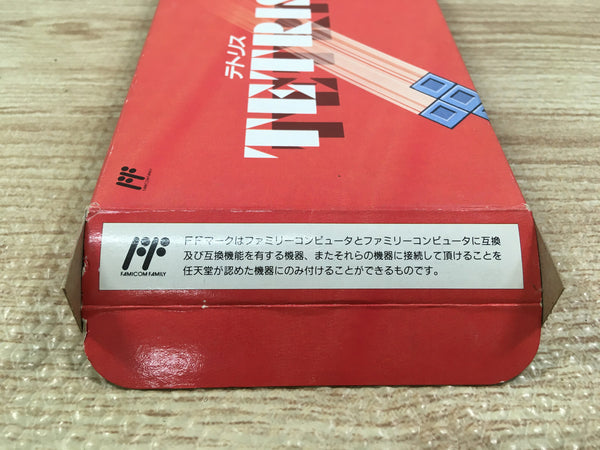 テトリス
TETRIS
FAMICOM FAMILY
FFマークはファミリーコンピュータとファミリーコンピュータに互換
及び互換機能を有する機器、またそれらの機器に接続して頂けることを
任天堂が認めた機器にのみ付けることができるものです。
FAMICOM FAMILY